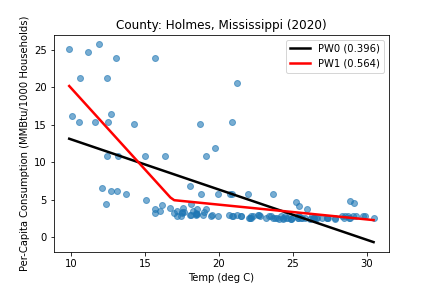 County: Holmes, Mississippi (2020)
Per-Capita Consumption (MMBtu/1000 Households)
25
20
15
10
5
0
PW0 (0.396)
PW1 (0.564)
10 15 20 25 30
Temp (deg C)